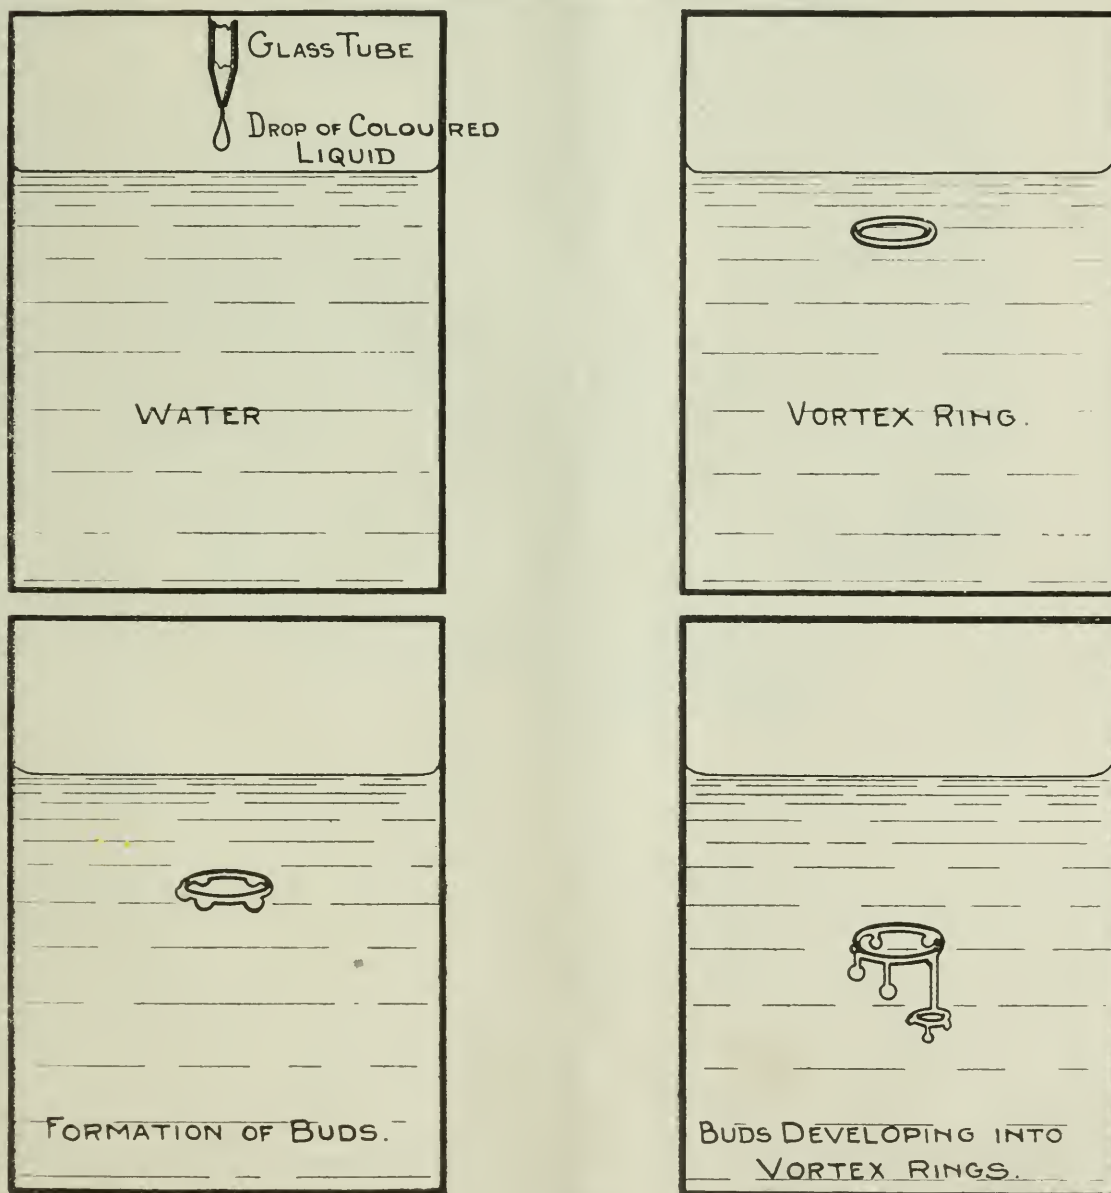 GLASS TUBE
DROP OF COLOURED
LIQUID
WATER
VORTEX RING.
FORMATION OF BUDS.
BUDS DEVELOPING INTO
VORTEX RINGS.